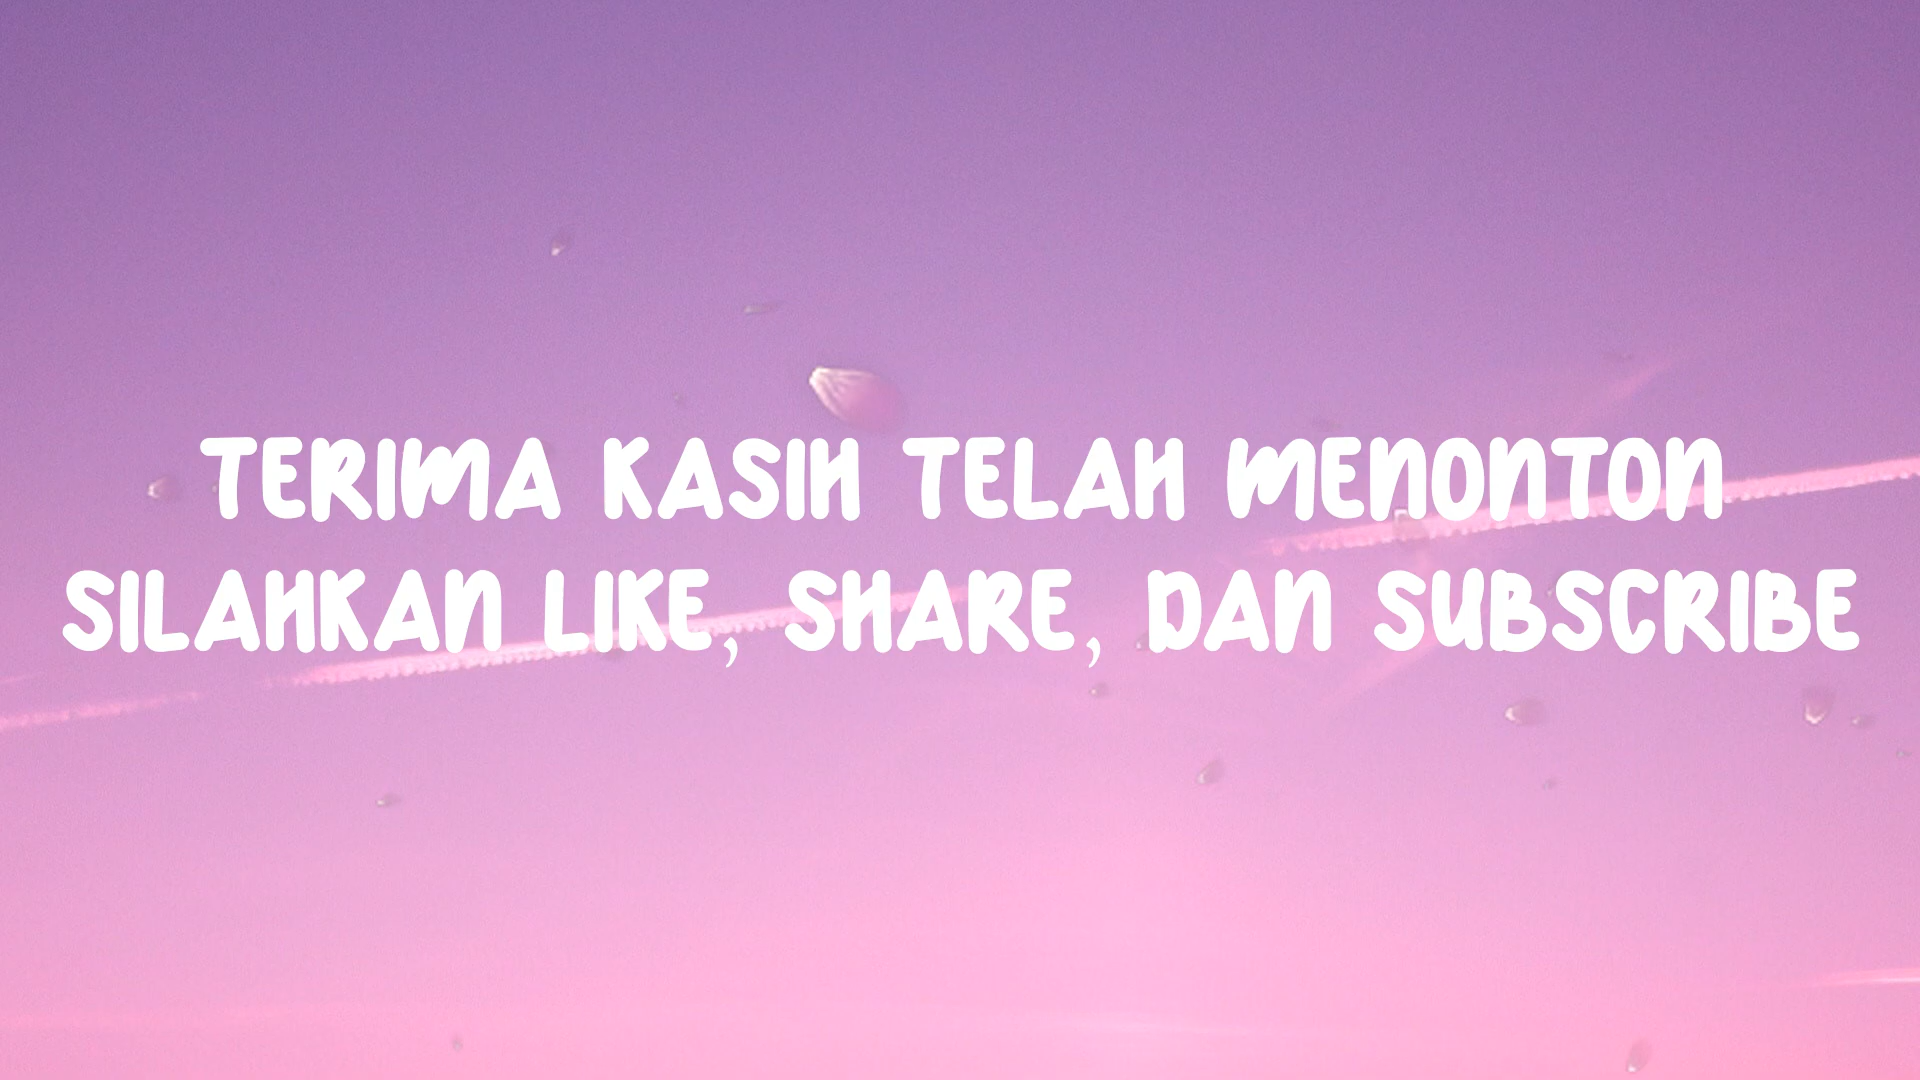 TERIMA KASIH TELAH MENONTON
SILAHKAN LIKE, SHARE, DAN SUBSCRIBE